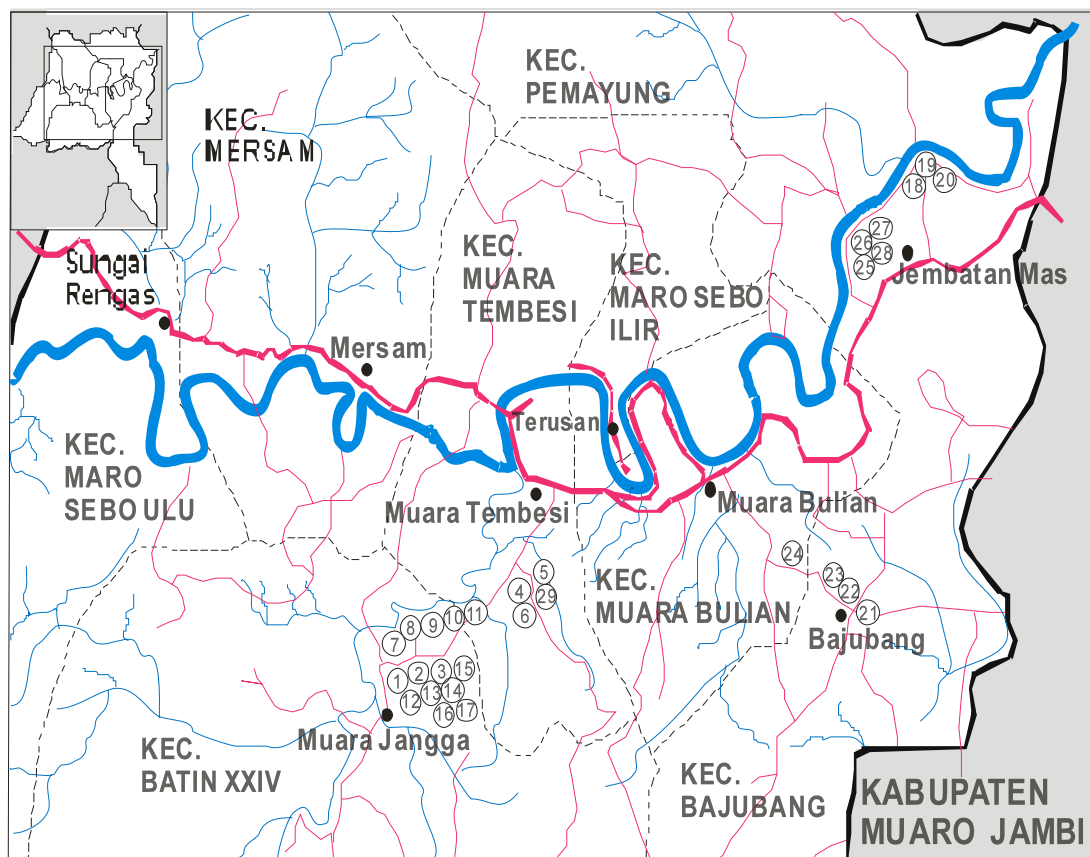 KEC.
PEMAYUNG
KEC.
MERSAM
19
18
20
27
26
28
25
Jembatan Mas
KEC.
MUARA
TEMBESI
KEC.
MARO SEBO
ILIR
Sungai
Rengas
Mersam
Terusan
KEC.
MARO
SEBO ULU
Muara Tembesi
Muara Bulian
24
23
22
21
Bajubang
KEC.
MUARA BULIAN
5
4
29
6
11
10
9
8
7
1
2
3
15
12
13
14
16
17
Muara Jangga
KEC.
BATIN XXIV
KEC.
BAJUBANG
KABUPATEN
MUARO JAMBI